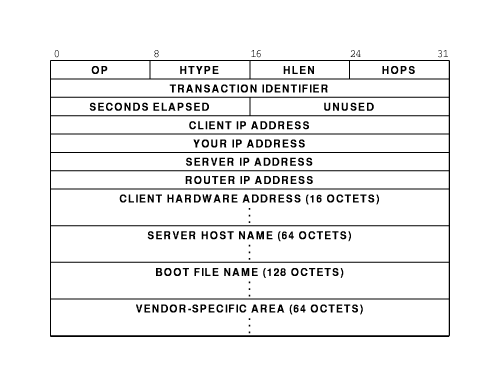 0 8 16 24 31
OP HTYPE HLEN HOPS
TRANSACTION IDENTIFIER
SECONDS ELAPSED UNUSED
CLIENT IP ADDRESS
YOUR IP ADDRESS
SERVER IP ADDRESS
ROUTER IP ADDRESS
CLIENT HARDWARE ADDRESS (16 OCTETS)
SERVER HOST NAME (64 OCTETS)
BOOT FILE NAME (128 OCTETS)
VENDOR-SPECIFIC AREA (64 OCTETS)